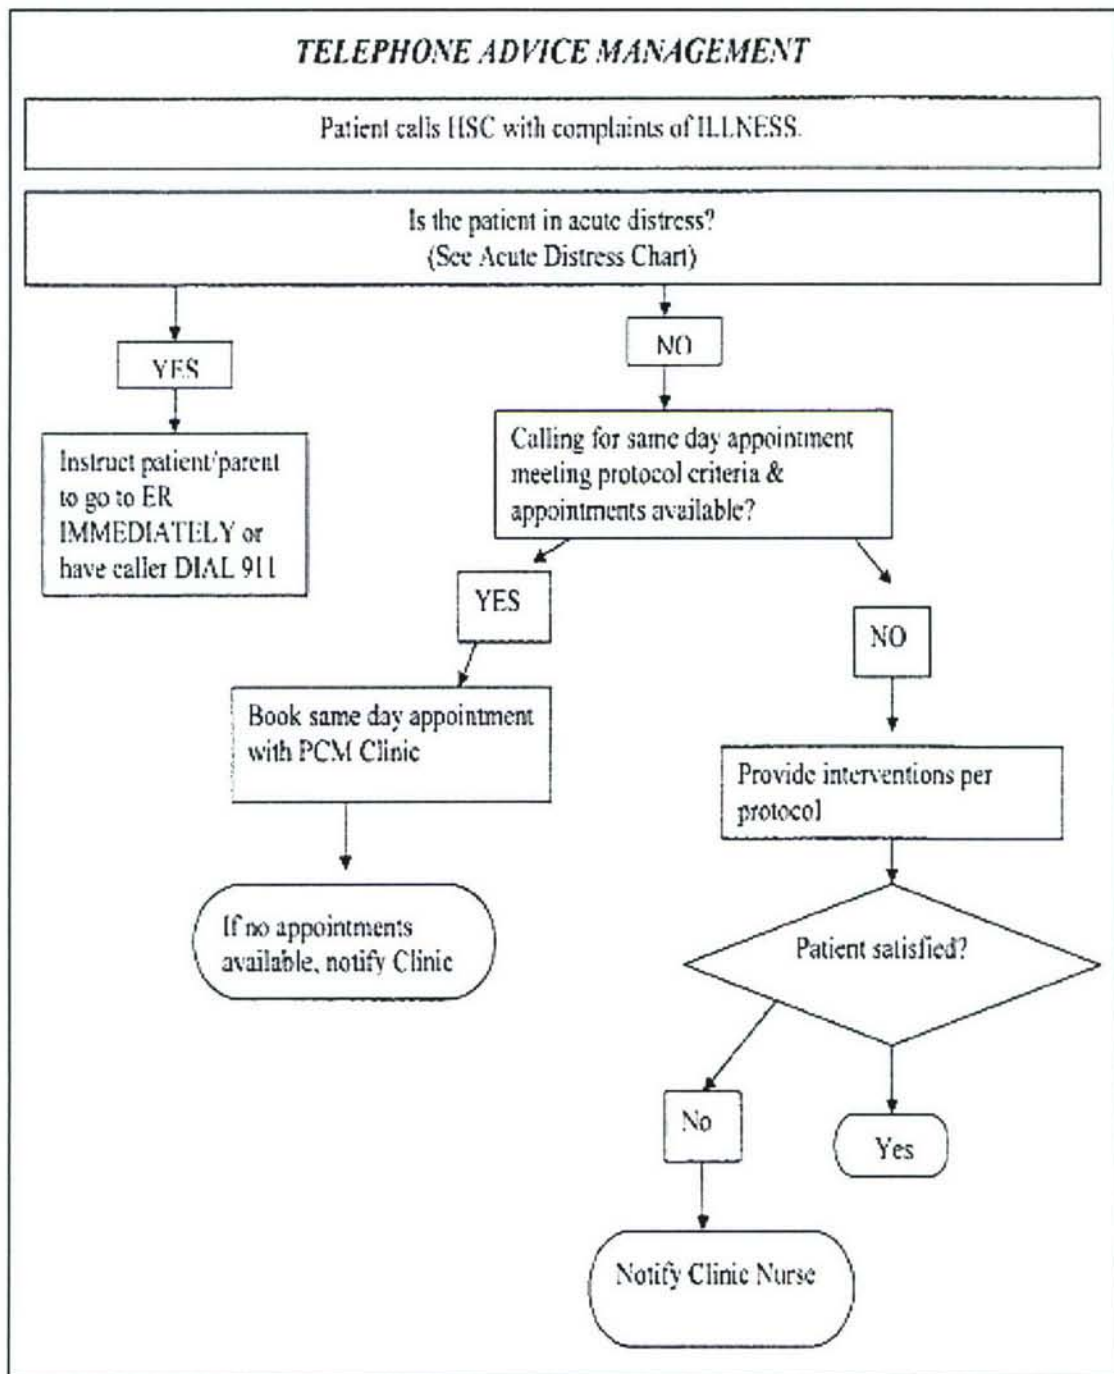 TELEPHONE ADVICE MANAGEMENT
Patient calls HSC with complaints of ILLNESS.
Is the patient in acute distress?
(See Acute Distress Chart)
YES
NO
Instruct patient/parent
to go to ER
IMMEDIATELY or
have caller DIAL 911
Calling for same day appointment
meeting protocol criteria &
appointments available?
YES
NO
Book same day appointment
with PCM Clinic
Provide interventions per
protocol
If no appointments
available, notify Clinic
Patient satisfied?
No
Yes
Notify Clinic Nurse